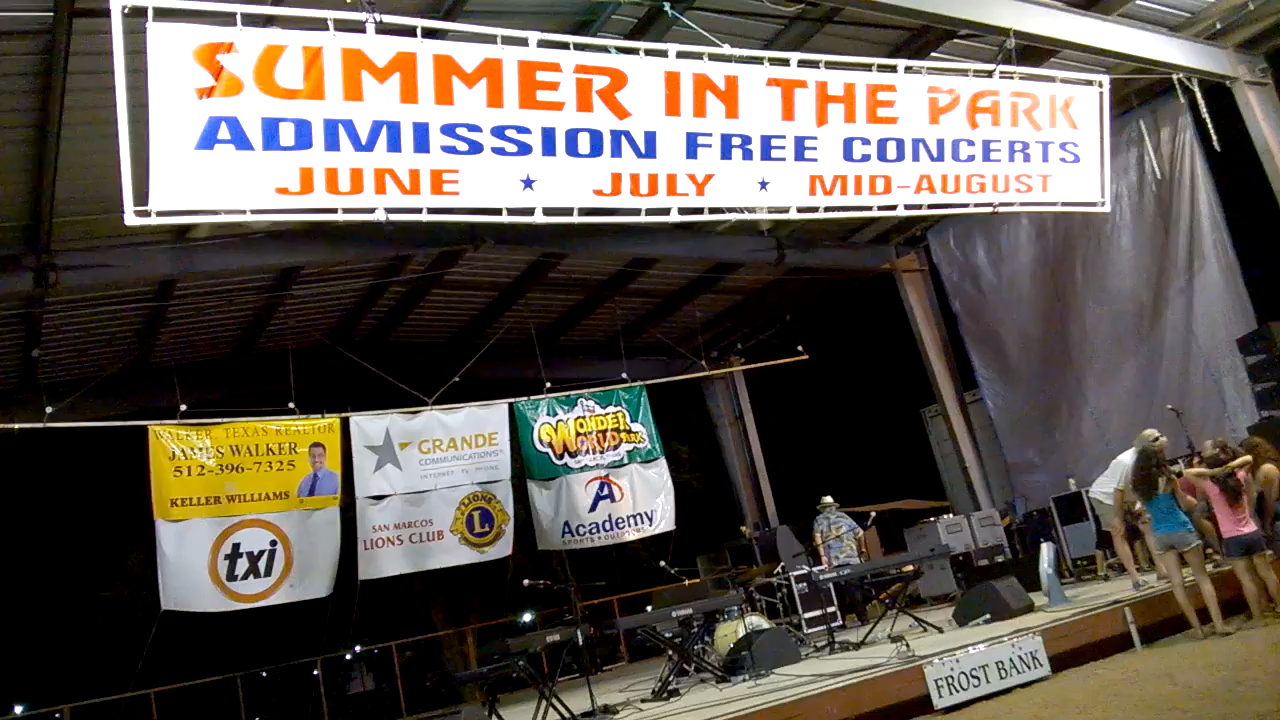 SUMMER IN THE PARK
ADMISSION FREE CONCERTS
JUNE ★ JULY ★ MID-AUGUST
WALKER, TEXAS REALTOR
JAMES WALKER
512-396-7325
KELLER WILLIAMS
txi
GRANDE
COMMUNICATIONS
INTERNET. TV. PHONE.
SAN MARCOS
LIONS CLUB
LIONS
L
WONDER
WORLD PARK
Academy
SPORTS + OUTDOORS
FROST BANK